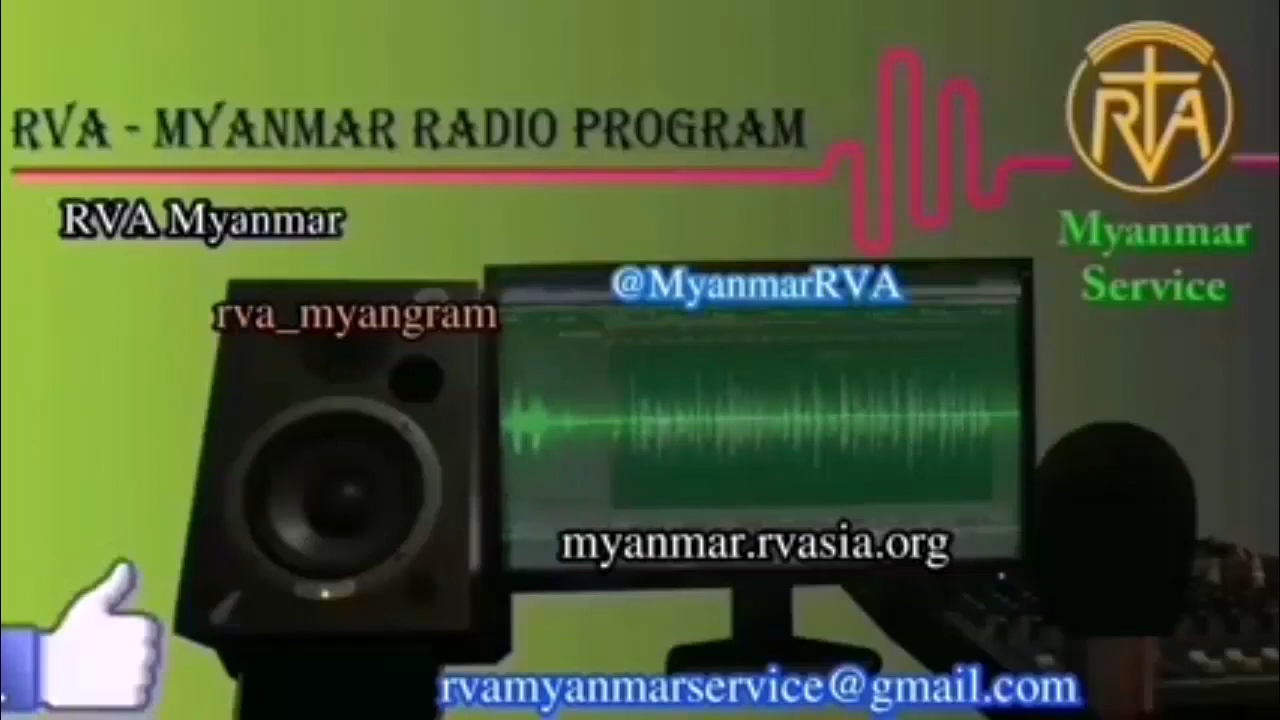 RVA - MYANMAR RADIO PROGRAM
RVA
RVA Myanmar
Myanmar
Service
@MyanmarRVA
rva_myangram
myanmar.rvasia.org
rvamyanmarservice@gmail.com